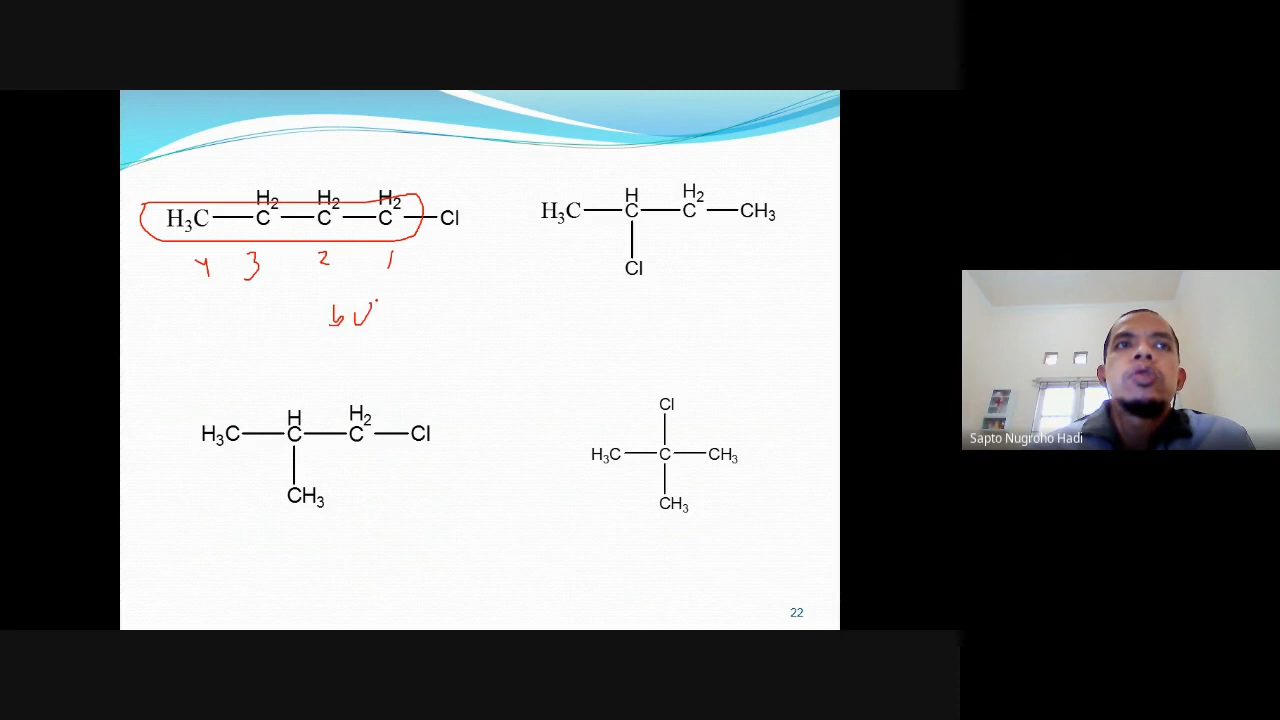 H2 H2 H2
H3C C C C Cl
4 3 2 1
bu
H H2
H3C C C CH3
Cl
H H2
H3C C C Cl
CH3
Cl
H3C C CH3
CH3
Sapto Nugroho Hadi
22